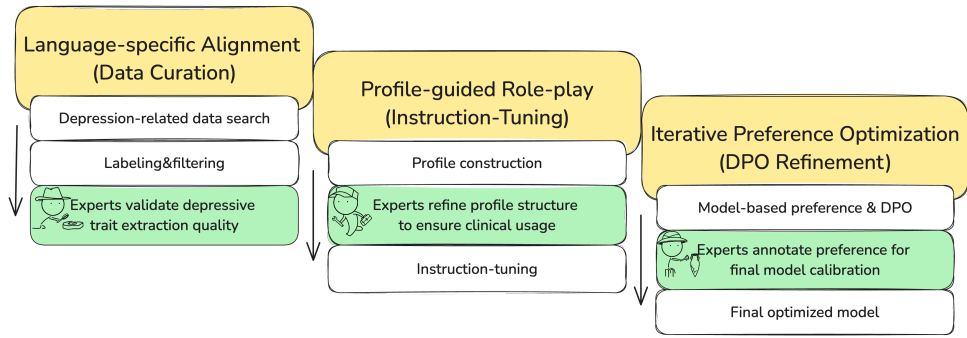 Language-specific Alignment
(Data Curation)
Depression-related data search
Labeling&filtering
Experts validate depressive
trait extraction quality
Profile-guided Role-play
(Instruction-Tuning)
Profile construction
Experts refine profile structure
to ensure clinical usage
Instruction-tuning
Iterative Preference Optimization
(DPO Refinement)
Model-based preference & DPO
Experts annotate preference for
final model calibration
Final optimized model